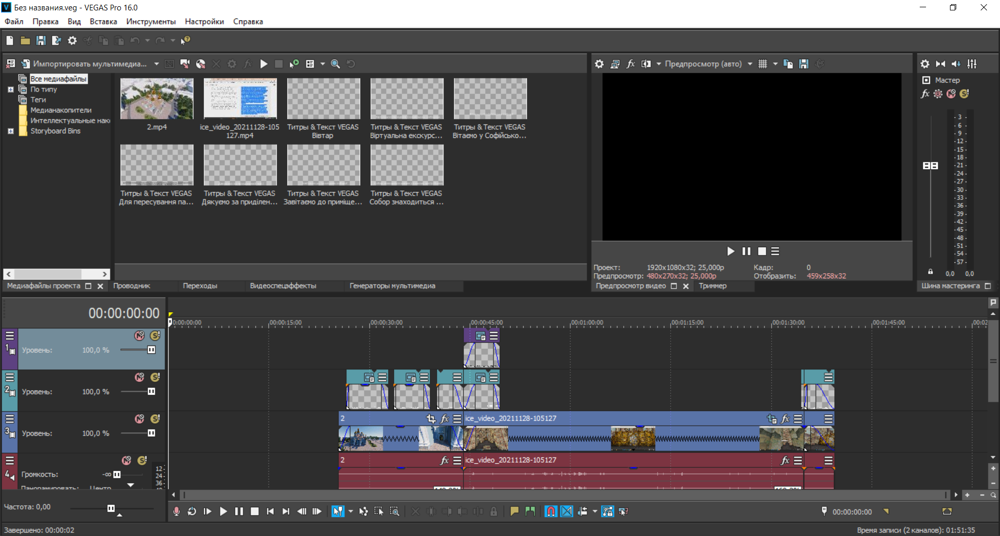 Без названия.veg - VEGAS Pro 16.0
Файл Правка Вид Вставка Инструменты Настройки Справка
Импортировать мультимедиа...
Все медиафайлы
По типу
Теги
Медианакопители
Интеллектуальные нак
Storyboard Bins
2.mp4
ice_video_20211128-105
127.mp4
Титры & Текст VEGAS
Вівтар
Титры & Текст VEGAS
Віртуальна екскурс...
Титры & Текст VEGAS
Вітаємо у Софійсько...
Титры & Текст VEGAS
Для пересування па...
Титры & Текст VEGAS
Дякуємо за приділен...
Титры & Текст VEGAS
Завітаємо до приміще...
Титры & Текст VEGAS
Собор знаходиться ...
Медиафайлы проекта Проводник Переходы Видеоспецэффекты Генераторы мультимедиа
Предпросмотр (авто)
Проект: 1920x1080x32; 25,000p Кадр: 0
Предпросмотр: 480x270x32; 25,000p Отобразить: 459x258x32
Предпросмотр видео Триммер
Мастер
- 3 -
- 6 -
- 9 -
- 12 -
- 15 -
- 18 -
- 21 -
- 24 -
- 27 -
- 30 -
- 33 -
- 36 -
- 39 -
- 42 -
- 45 -
- 48 -
- 51 -
- 54 -
- 57 -
0,0 0,0
Шина мастеринга
00:00:00:00
0:00:00:00 00:00:15:00 00:00:30:00 00:00:45:00 00:01:00:00 00:01:15:00 00:01:30:00 00:01:45:00 00:02
1 Уровень: 100,0 %
2 Уровень: 100,0 %
3 Уровень: 100,0 %
2 ice_video_20211128-105127
4 Громкость: -∞
12-
24-
36-
Панорамировать: Центр
2 ice_video_20211128-105127
Частота: 0,00
00:00:00:00
Завершено: 00:00:02
Время записи (2 каналов): 01:51:35